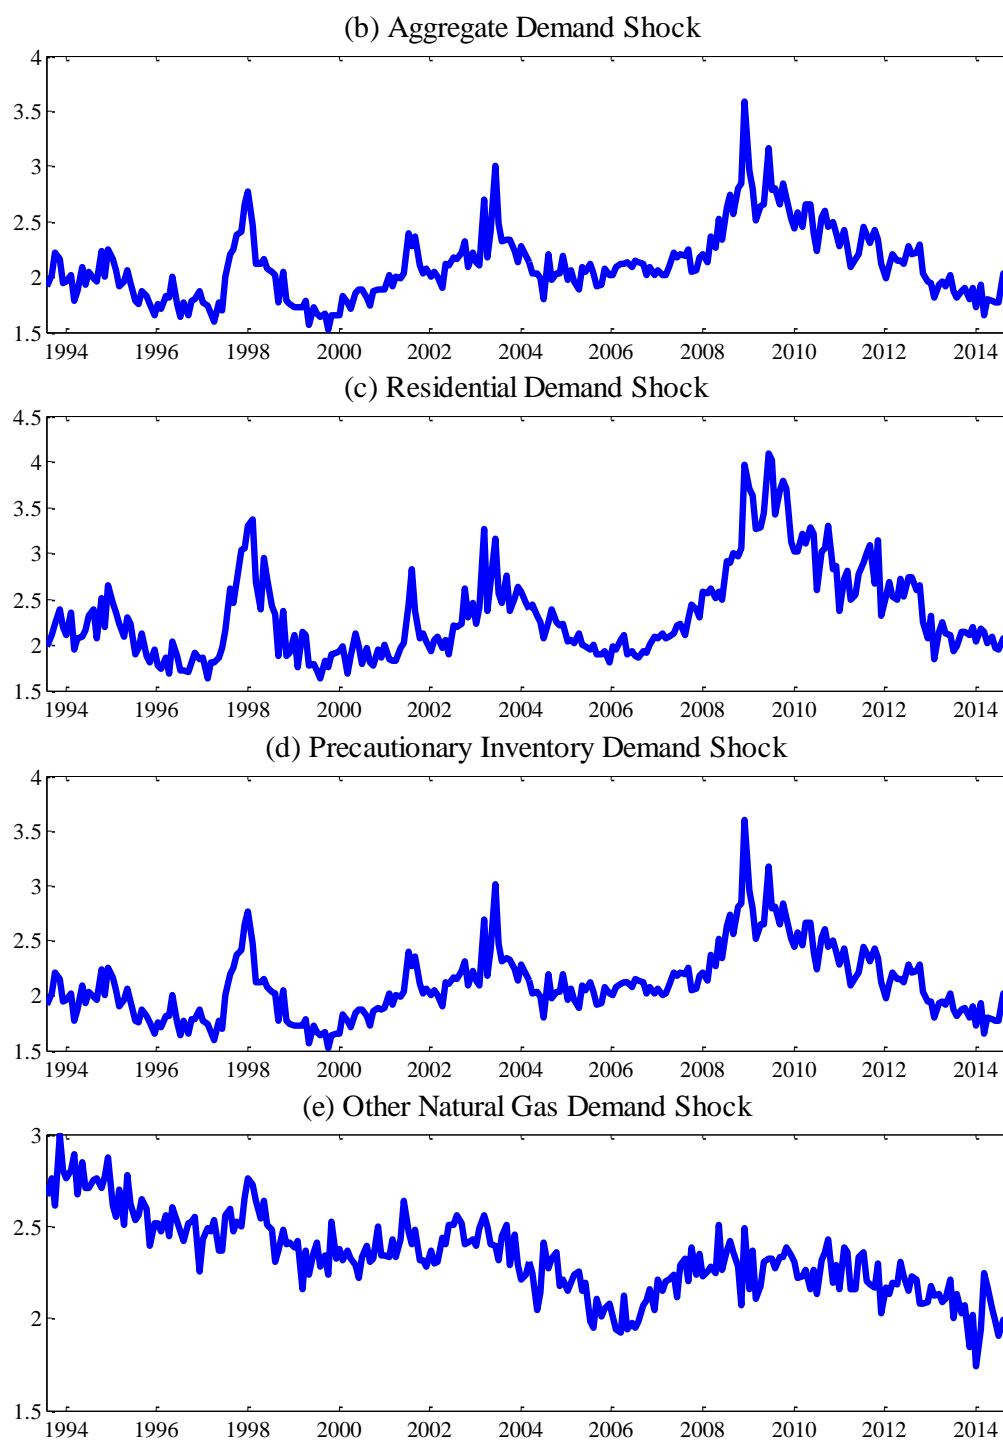 (b) Aggregate Demand Shock
4
3.5
3
2.5
2
1.5
1994 1996 1998 2000 2002 2004 2006 2008 2010 2012 2014
(c) Residential Demand Shock
4.5
4
3.5
3
2.5
2
1.5
1994 1996 1998 2000 2002 2004 2006 2008 2010 2012 2014
(d) Precautionary Inventory Demand Shock
4
3.5
3
2.5
2
1.5
1994 1996 1998 2000 2002 2004 2006 2008 2010 2012 2014
(e) Other Natural Gas Demand Shock
3
2.5
2
1.5
1994 1996 1998 2000 2002 2004 2006 2008 2010 2012 2014